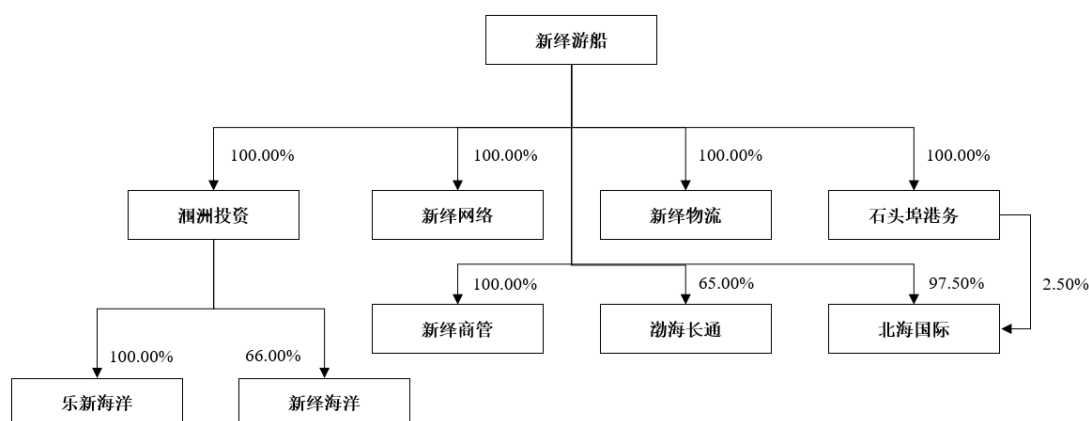 新绎游船
100.00%
100.00%
100.00%
100.00%
涠洲投资
新绎网络
新绎物流
石头埠港务
100.00%
65.00%
97.50%
2.50%
新绎商管
渤海长通
北海国际
100.00%
66.00%
乐新海洋
新绎海洋